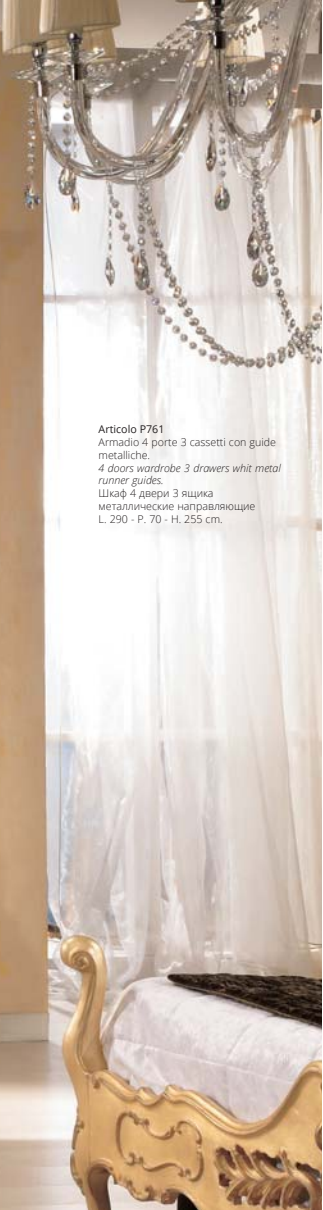 Articolo P761
Armadio 4 porte 3 cassetti con guide
metalliche.
4 doors wardrobe 3 drawers whit metal
runner guides.
Шкаф 4 двери 3 ящика
металлические направляющие
L. 290 - P. 70 - H. 255 cm.